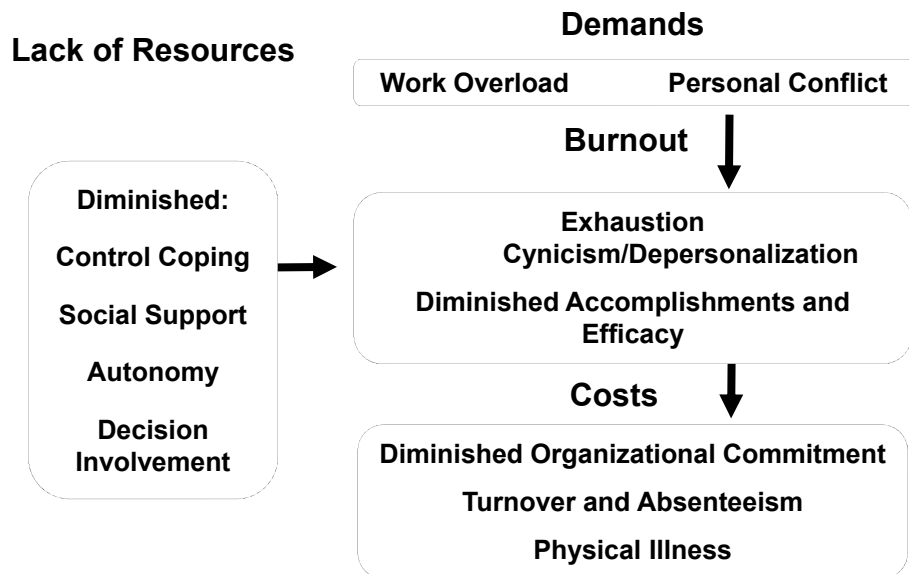 Lack of Resources
Diminished:
Control Coping
Social Support
Autonomy
Decision
Involvement
Demands
Work Overload Personal Conflict
Burnout
Exhaustion
Cynicism/Depersonalization
Diminished Accomplishments and
Efficacy
Costs
Diminished Organizational Commitment
Turnover and Absenteeism
Physical Illness